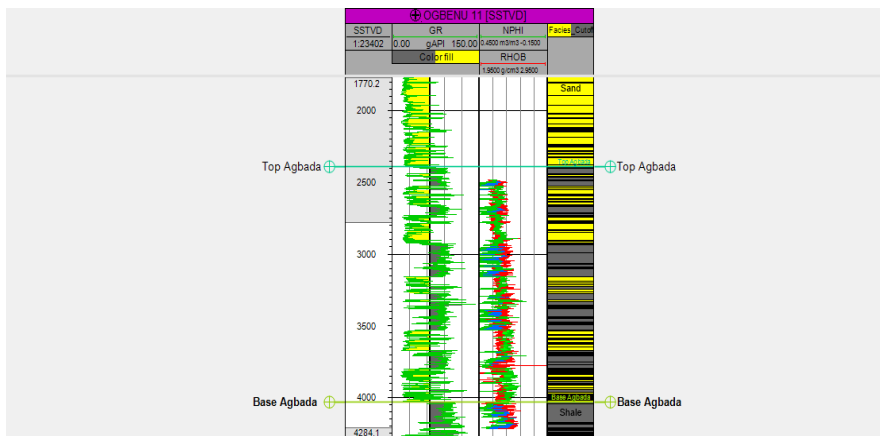 OGBENU 11 [SSTVD]
SSTVD GR NPHI Facies_Cutoff
1:23402 0.00 gAPI 150.00 0.4500 m3/m3 -0.1500
Color fill RHOB
1.9500 g/cm3 2.9500
1770.2
Sand
2000
Top Agbada Top Agbada Top Agbada
2500
3000
3500
4000
Base Agbada Base Agbada Base Agbada
Shale
4284.1